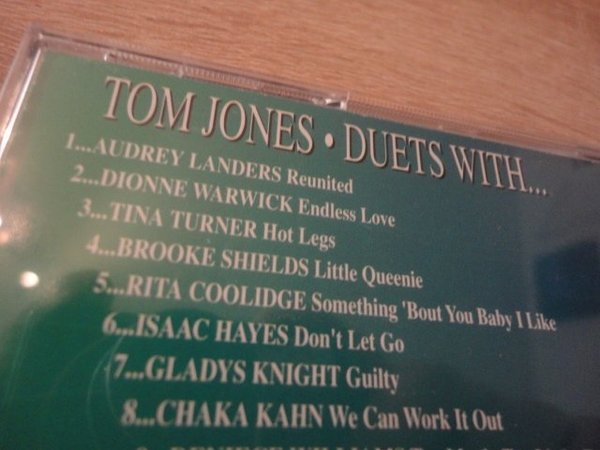 TOM JONES • DUETS WITH...
1...AUDREY LANDERS Reunited
2...DIONNE WARWICK Endless Love
3...TINA TURNER Hot Legs
4...BROOKE SHIELDS Little Queenie
5...RITA COOLIDGE Something 'Bout You Baby I Like
6...ISAAC HAYES Don't Let Go
7...GLADYS KNIGHT Guilty
8...CHAKA KAHN We Can Work It Out